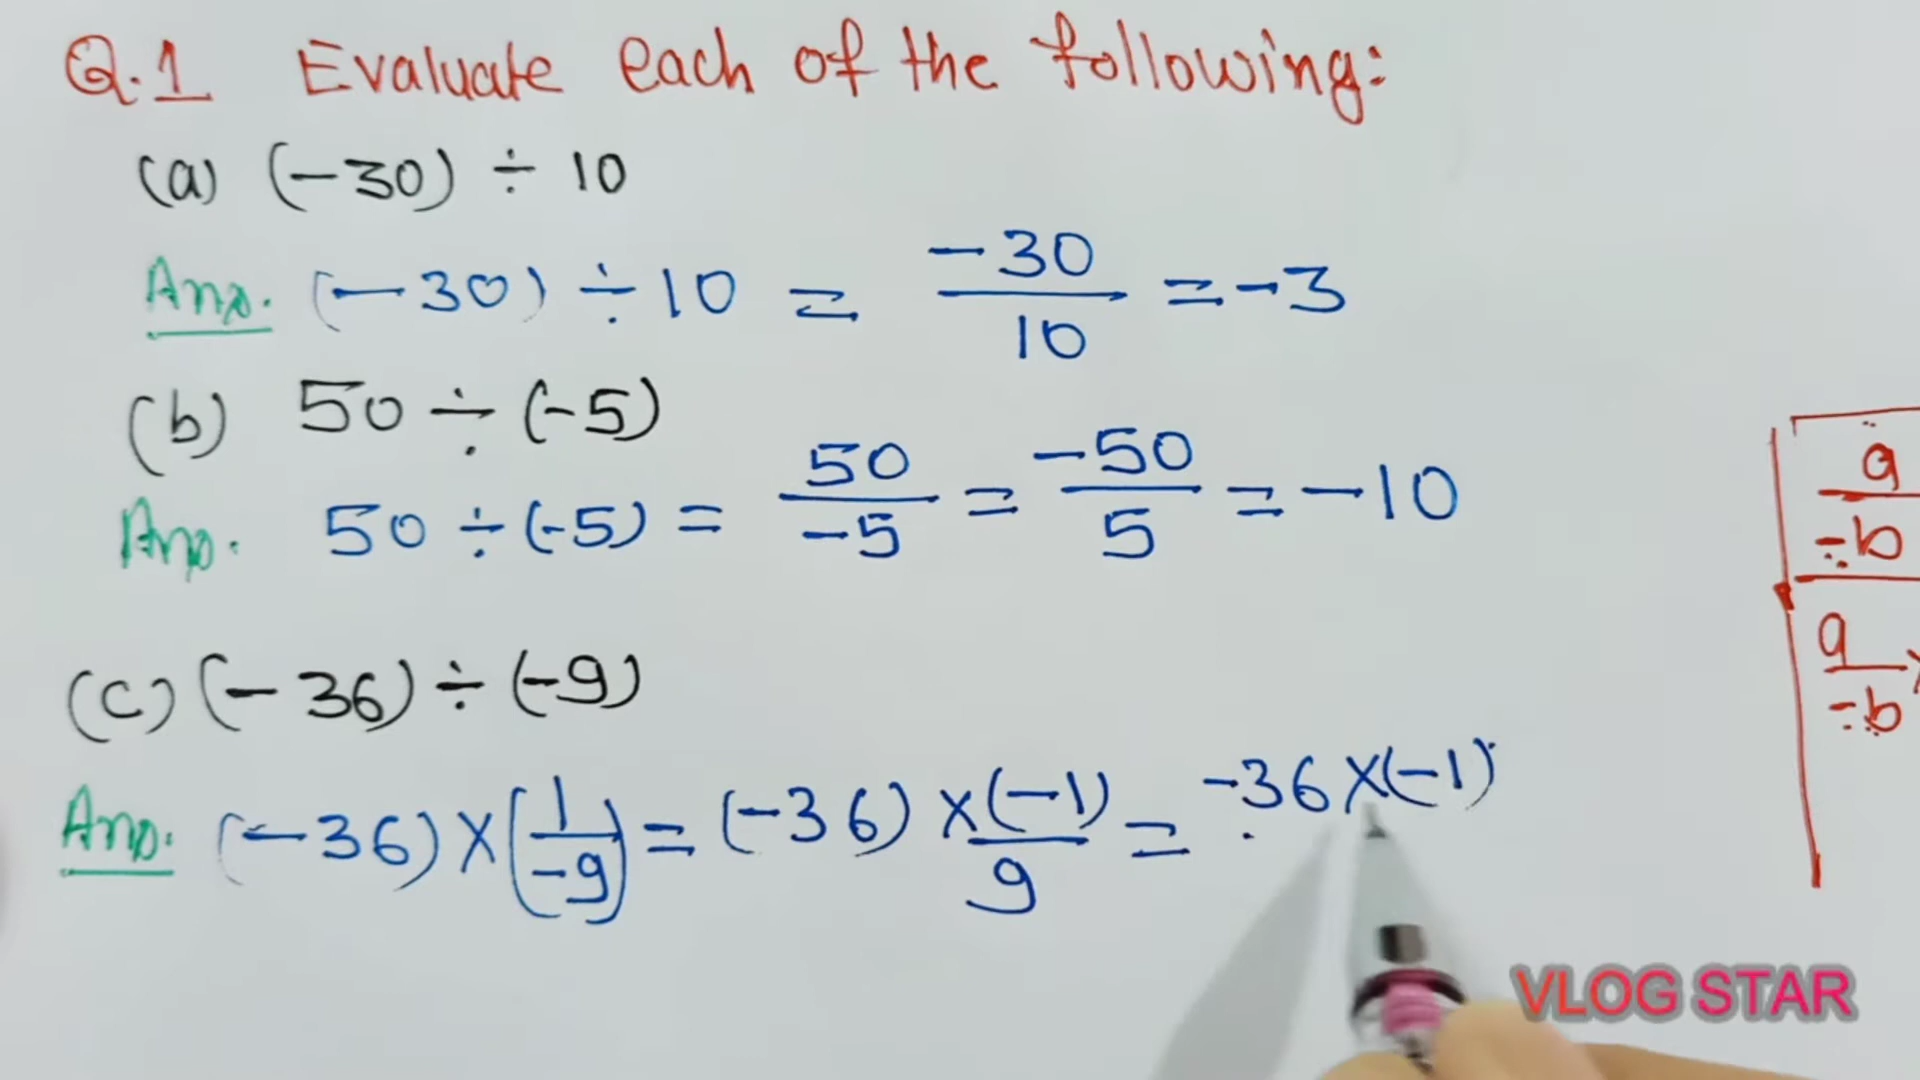 Q.1 Evaluate each of the following:
(a) (-30) ÷ 10
Ans. (-30) ÷ 10 = -30/10 = -3
(b) 50 ÷ (-5)
Ans. 50 ÷ (-5) = 50/-5 = -50/5 = -10
(c) (-36) ÷ (-9)
Ans. (-36) × (1/-9) = (-36) × (-1)/9 = -36×(-1)
a/-b
a/-b
VLOG STAR